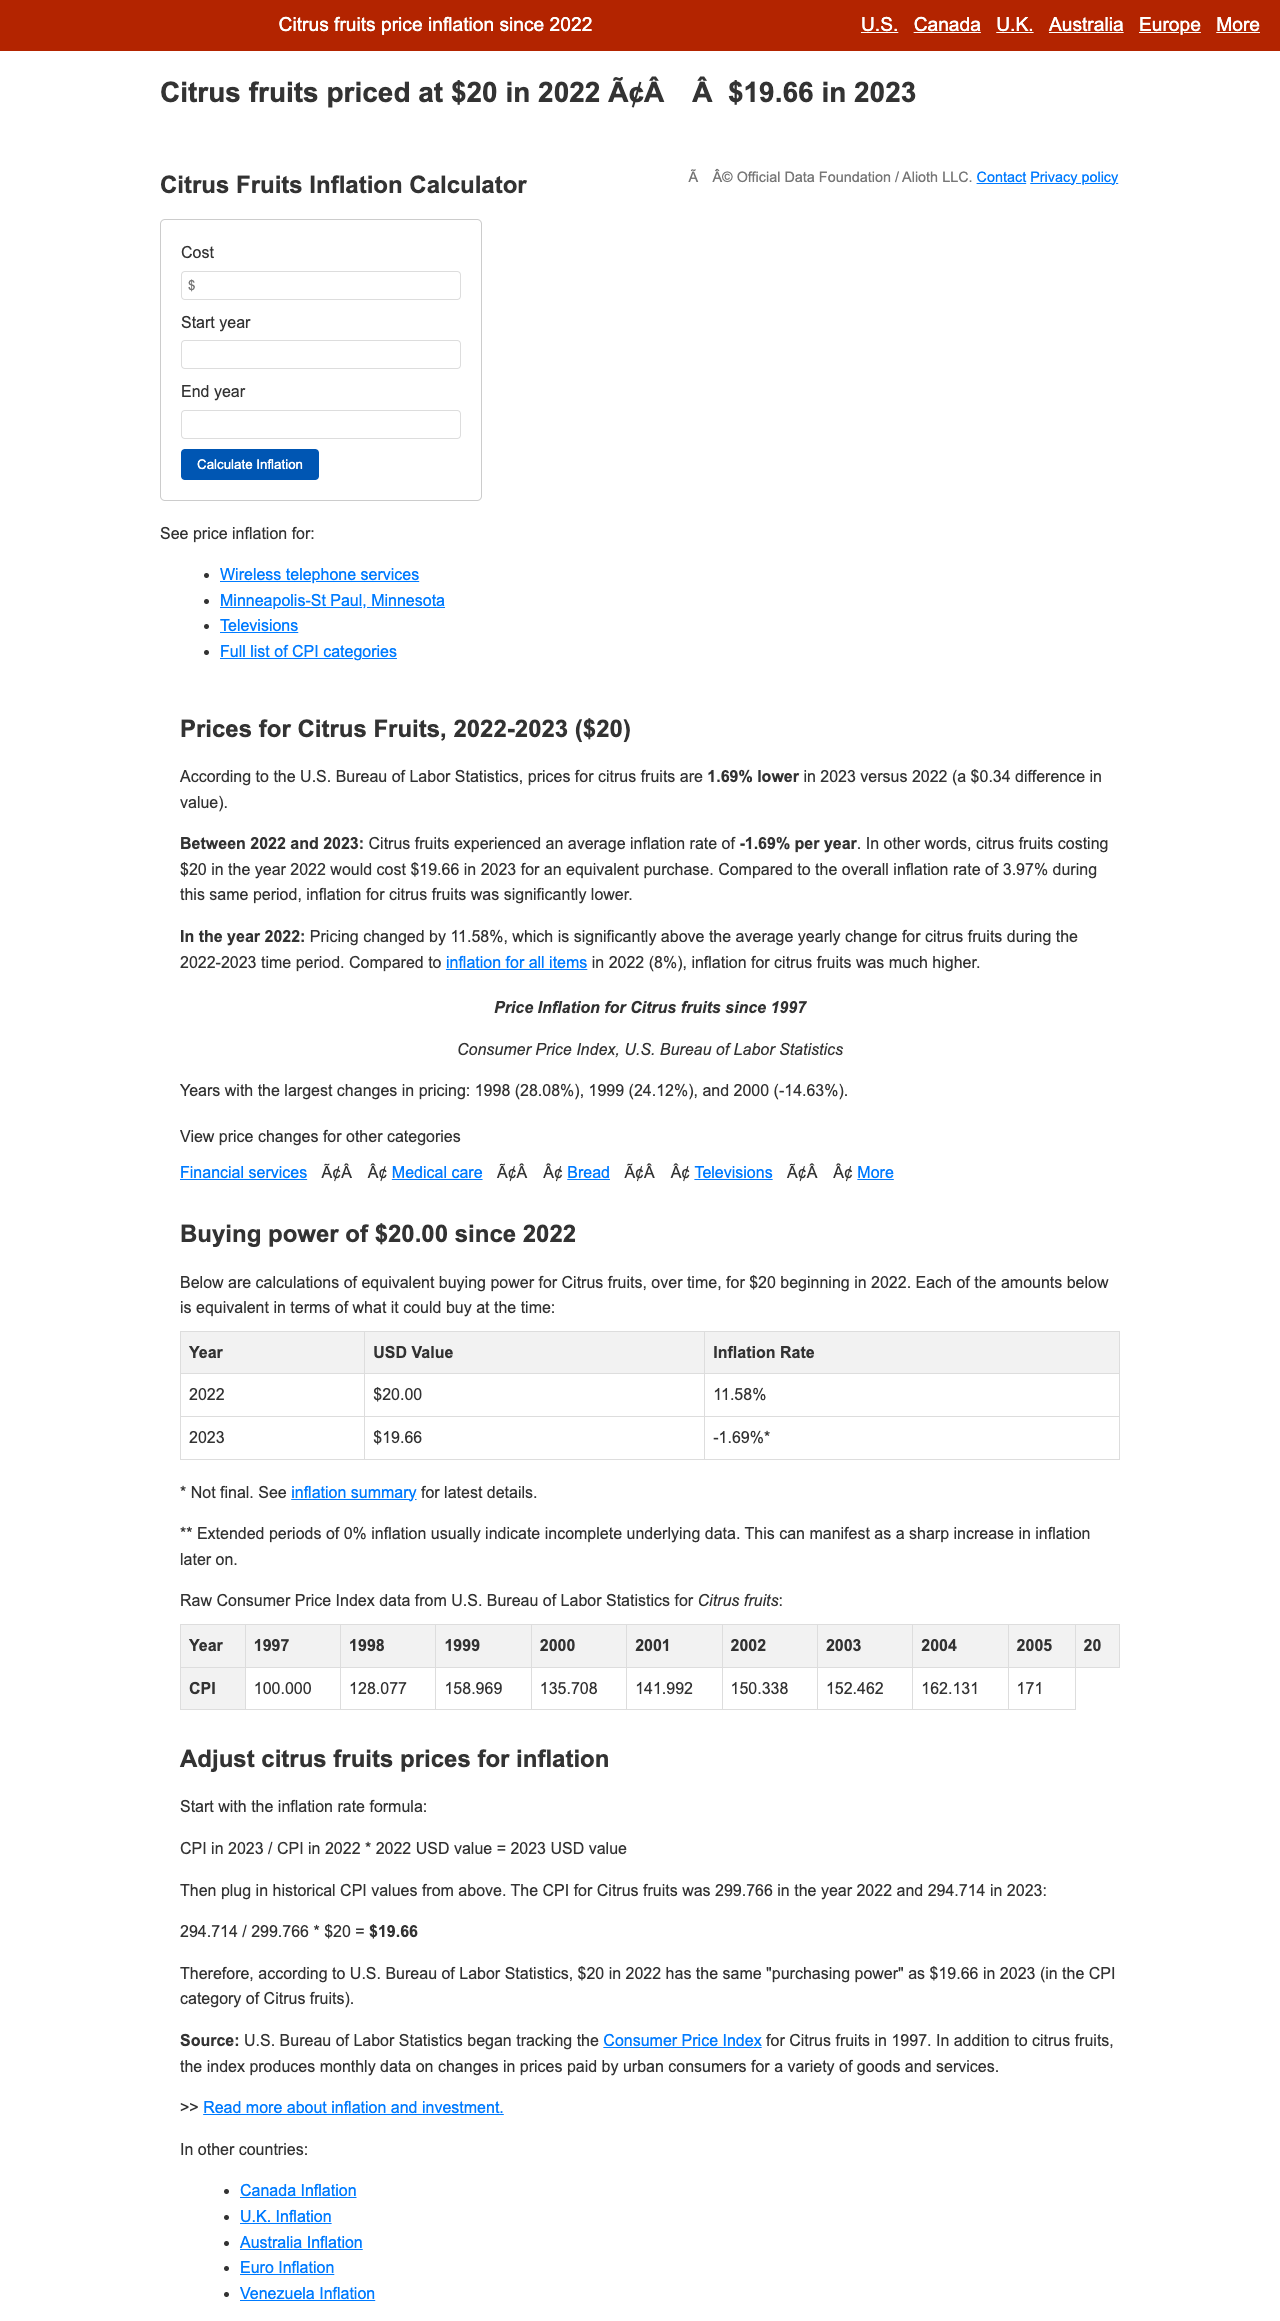 Citrus fruits price inflation since 2022
U.S. Canada U.K. Australia Europe More
Citrus fruits priced at $20 in 2022 Ã¢Â Â $19.66 in 2023
Citrus Fruits Inflation Calculator
Ã Â© Official Data Foundation / Alioth LLC. Contact Privacy policy
Cost
$
Start year
End year
Calculate Inflation
See price inflation for:
• Wireless telephone services
• Minneapolis-St Paul, Minnesota
• Televisions
• Full list of CPI categories
Prices for Citrus Fruits, 2022-2023 ($20)
According to the U.S. Bureau of Labor Statistics, prices for citrus fruits are 1.69% lower in 2023 versus 2022 (a $0.34 difference in
value).
Between 2022 and 2023: Citrus fruits experienced an average inflation rate of -1.69% per year. In other words, citrus fruits costing
$20 in the year 2022 would cost $19.66 in 2023 for an equivalent purchase. Compared to the overall inflation rate of 3.97% during
this same period, inflation for citrus fruits was significantly lower.
In the year 2022: Pricing changed by 11.58%, which is significantly above the average yearly change for citrus fruits during the
2022-2023 time period. Compared to inflation for all items in 2022 (8%), inflation for citrus fruits was much higher.
Price Inflation for Citrus fruits since 1997
Consumer Price Index, U.S. Bureau of Labor Statistics
Years with the largest changes in pricing: 1998 (28.08%), 1999 (24.12%), and 2000 (-14.63%).
View price changes for other categories
Financial services Ã¢Â Â¢ Medical care Ã¢Â Â¢ Bread Ã¢Â Â¢ Televisions Ã¢Â Â¢ More
Buying power of $20.00 since 2022
Below are calculations of equivalent buying power for Citrus fruits, over time, for $20 beginning in 2022. Each of the amounts below
is equivalent in terms of what it could buy at the time:
Year USD Value Inflation Rate
2022 $20.00 11.58%
2023 $19.66 -1.69%*
* Not final. See inflation summary for latest details.
** Extended periods of 0% inflation usually indicate incomplete underlying data. This can manifest as a sharp increase in inflation
later on.
Raw Consumer Price Index data from U.S. Bureau of Labor Statistics for Citrus fruits:
Year 1997 1998 1999 2000 2001 2002 2003 2004 2005 20
CPI 100.000 128.077 158.969 135.708 141.992 150.338 152.462 162.131 171
Adjust citrus fruits prices for inflation
Start with the inflation rate formula:
CPI in 2023 / CPI in 2022 * 2022 USD value = 2023 USD value
Then plug in historical CPI values from above. The CPI for Citrus fruits was 299.766 in the year 2022 and 294.714 in 2023:
294.714 / 299.766 * $20 = $19.66
Therefore, according to U.S. Bureau of Labor Statistics, $20 in 2022 has the same "purchasing power" as $19.66 in 2023 (in the CPI
category of Citrus fruits).
Source: U.S. Bureau of Labor Statistics began tracking the Consumer Price Index for Citrus fruits in 1997. In addition to citrus fruits,
the index produces monthly data on changes in prices paid by urban consumers for a variety of goods and services.
>> Read more about inflation and investment.
In other countries:
• Canada Inflation
• U.K. Inflation
• Australia Inflation
• Euro Inflation
• Venezuela Inflation